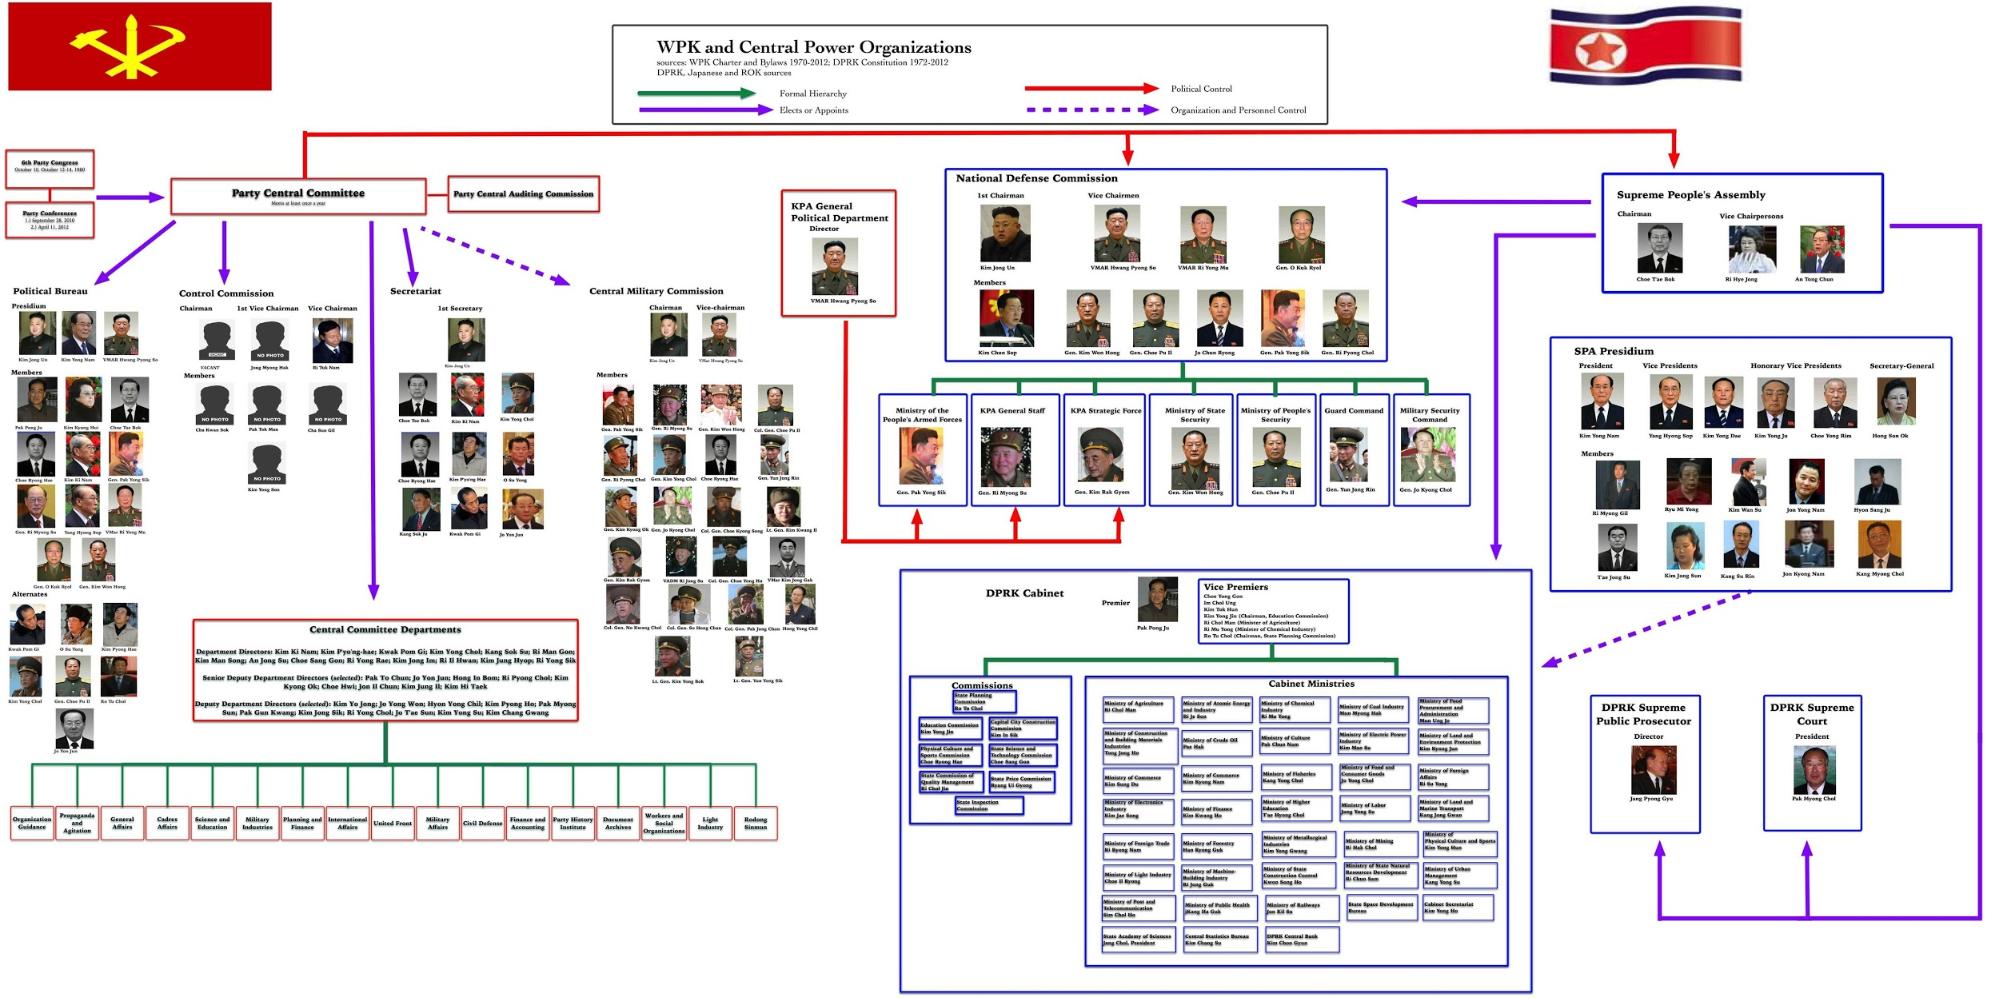 WPK and Central Power Organizations
sources: WPK Charter and Bylaws 1970-2012; DPRK Constitution 1972-2012
DPRK, Japanese and ROK sources
Formal Hierarchy
Elects or Appoints
Political Control
Organization and Personnel Control
6th Party Congress
October 10, October 12-14, 1980
Party Conferences
1.) September 28, 2010
2.) April 11, 2012
Party Central Committee
Meets at least once a year
Party Central Auditing Commission
Political Bureau
Presidium
Kim Jong Un
Kim Yong Nam
VMAR Hwang Pyong So
Members
Pak Pong Ju
Kim Kyong Hui
Choe Tae Bok
Choe Ryong Hae
Kim Ki Nam
Gen. Pak Yong Sik
Gen. Ri Myong Su
Yang Hyong Sop
VMar Ri Yong Mu
Gen. O Kuk Ryol
Gen. Kim Won Hong
Alternates
Kwak Pom Gi
O Su Yong
Kim Pyong Hae
Kim Yong Chol
Gen. Choe Pu Il
Ro Tu Chol
Jo Yon Jun
Control Commission
Chairman
1st Vice Chairman
Vice Chairman
VACANT
NO PHOTO
VACANT
Jong Myong Hak
Ri Tuk Nam
Members
NO PHOTO
NO PHOTO
NO PHOTO
Cha Kwan Sok
Pak Tok Man
Cha Sun Gil
NO PHOTO
Kim Yong Son
Secretariat
1st Secretary
Kim Jong Un
Choe Tae Bok
Kim Ki Nam
Kim Yong Chol
Choe Ryong Hae
Kim Pyong Hae
O Su Yong
Kang Sok Ju
Kwak Pom Gi
Jo Yon Jun
Central Military Commission
Chairman
Vice-chairman
Kim Jong Un
VMar Hwang Pyong So
Members
Gen. Pak Yong Sik
Gen. Ri Myong Su
Gen. Kim Won Hong
Col. Gen. Choe Pu Il
Gen. Ri Pyong Chol
Gen. Kim Yong Chol
Choe Ryong Hae
Gen. Yun Jong Rin
Gen. Kim Kyong Ok
Gen. Jo Kyong Chol
Col. Gen. Choe Kyong Song
Lt. Gen. Kim Kwang Il
Gen. Kim Rak Gyom
VADM Ri Jong Su
Col. Gen. Choe Yong Ho
VMar Kim Jong Gak
Col. Gen. No Kwang Chol
Col. Gen. So Hong Chan
Col. Gen. Pak Jong Chon
Hong Yong Chil
Lt. Gen. Kim Yong Bok
Lt. Gen. Yun Yong Sik
Central Committee Departments
Department Directors: Kim Ki Nam; Kim P'yo'ng-hae; Kwak Pom Gi; Kim Yong Chol; Kang Sok Su; Ri Man Gon;
Kim Man Song; An Jong Su; Choe Sang Gon; Ri Yong Rae; Kim Jong Im; Ri Il Hwan; Kim Jung Hyop; Ri Yong Sik
Senior Deputy Department Directors (selected): Pak To Chun; Jo Yon Jun; Hong In Bom; Ri Pyong Chol; Kim
Kyong Ok; Choe Hwi; Jon Il Chun; Kim Jung Il; Kim Hi Taek
Deputy Department Directors (selected): Kim Yo Jong; Jo Yong Won; Hyon Yong Chil; Kim Pyong Ho; Pak Myong
Sun; Pak Gun Kwang; Kim Jong Sik; Ri Yong Chol; Jo T'ae Sun; Kim Yong Su; Kim Chang Gwang
Organization Guidance
Propaganda and Agitation
General Affairs
Cadres Affairs
Science and Education
Military Industries
Planning and Finance
International Affairs
United Front
Military Affairs
Civil Defense
Finance and Accounting
Party History Institute
Document Archives
Workers and Social Organizations
Light Industry
Rodong Sinmun
KPA General
Political Department
Director
VMAR Hwang Pyong So
National Defense Commission
1st Chairman
Vice Chairmen
Kim Jong Un
VMAR Hwang Pyong So
VMAR Ri Yong Mu
Gen. O Kuk Ryol
Members
Kim Chun Sop
Gen. Kim Won Hong
Gen. Choe Pu Il
Jo Chun Ryong
Gen. Pak Yong Sik
Gen. Ri Pyong Chol
Ministry of the People's Armed Forces
Gen. Pak Yong Sik
KPA General Staff
Gen. Ri Myong Su
KPA Strategic Force
Gen. Kim Rak Gyom
Ministry of State Security
Gen. Kim Won Hong
Ministry of People's Security
Gen. Choe Pu Il
Guard Command
Gen. Yun Jong Rin
Military Security Command
Gen. Jo Kyong Chol
Supreme People's Assembly
Chairman
Vice Chairpersons
Choe Tae Bok
Ri Hye Jong
An Tong Chun
SPA Presidium
President
Vice Presidents
Honorary Vice Presidents
Secretary-General
Kim Yong Nam
Yang Hyong Sop
Kim Yong Dae
Kim Yong Ju
Choe Yong Rim
Hong Son Ok
Members
Ri Myong Gil
Ryu Mi Yong
Kim Wan Su
Jon Yong Nam
Hyon Sang Ju
Tae Jong Su
Kim Jong Sun
Kang Su Rin
Jon Kyong Nam
Kang Myong Chol
DPRK Cabinet
Premier
Pak Pong Ju
Vice Premiers
Choe Yong Gon
Im Chol Ung
Kim Tok Hun
Kim Yong Jin (Chairman, Education Commission)
Ri Chol Man (Minister of Agriculture)
Ri Mu Yong (Minister of Chemical Industry)
Ro Tu Chol (Chairman, State Planning Commission)
Commissions
State Planning Commission
Ro Tu Chol
Education Commission
Kim Yong Jin
Capital City Construction Commission
Kim In Sik
Physical Culture and Sports Commission
Choe Ryong Hae
State Science and Technology Commission
Choe Sang Gon
State Commission of Quality Management
Ri Chol Jin
State Price Commission
Ryang Ui Gyong
State Inspection Commission
Cabinet Ministries
Ministry of Agriculture
Ri Chol Man
Ministry of Atomic Energy and Industry
Ri Je Son
Ministry of Chemical Industry
Ri Mu Yong
Ministry of Coal Industry
Mun Myong Hak
Ministry of Food Procurement and Administration
Mun Ung Jo
Ministry of Construction and Building Materials Industries
Tong Jong Ho
Ministry of Crude Oil
Pae Hak
Ministry of Culture
Pak Chun Nam
Ministry of Electric Power Industry
Kim Man Su
Ministry of Land and Environment Protection
Kim Kyong Jun
Ministry of Commerce
Kim Sung Du
Ministry of Commerce
Kim Kyong Nam
Ministry of Fisheries
Kang Yong Chol
Ministry of Food and Consumer Goods
Jo Yong Chol
Ministry of Foreign Affairs
Ri Su Yong
Ministry of Electronics Industry
Kim Jae Song
Ministry of Finance
Kim Kwang Ho
Ministry of Higher Education
Tae Hyong Chol
Ministry of Labor
Jong Yong Su
Ministry of Land and Marine Transport
Kang Jong Gwan
Ministry of Foreign Trade
Ri Ryong Nam
Ministry of Forestry
Han Ryong Guk
Ministry of Metallurgical Industries
Kim Yong Gwang
Ministry of Mining
Ri Hak Chol
Ministry of Physical Culture and Sports
Kim Yong Hun
Ministry of Light Industry
Choe Il Ryong
Ministry of Machine-Building Industry
Ri Jong Guk
Ministry of State Construction Control
Kwon Song Ho
Ministry of State Natural Resources Development
Ri Chun Sam
Ministry of Urban Management
Kang Yong Su
Ministry of Post and Telecommunication
Sim Chol Ho
Ministry of Public Health
Jung Ha Guk
Ministry of Railways
Jon Kil Su
State Space Development Bureau
Cabinet Secretariat
Kim Yong Ho
State Academy of Sciences
Jang Chol, President
Central Statistics Bureau
Kim Chang Su
DPRK Central Bank
Kim Chon Gyun
DPRK Supreme
Public Prosecutor
Director
Jang Pyong Gyu
DPRK Supreme
Court
President
Pak Myong Chol